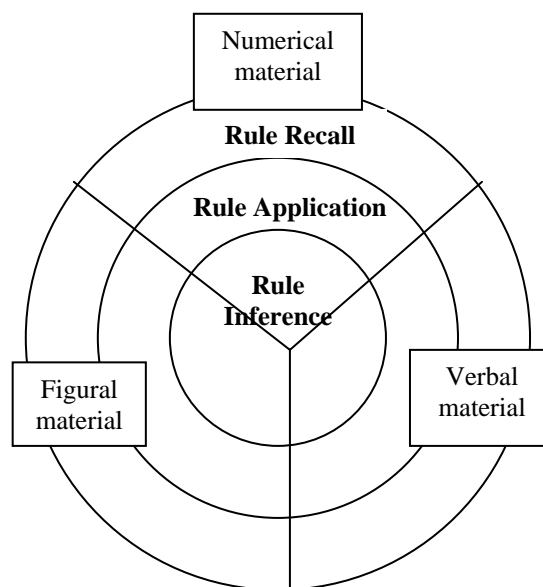 Numerical
material
Rule Recall
Rule Application
Rule
Inference
Figural
material
Verbal
material